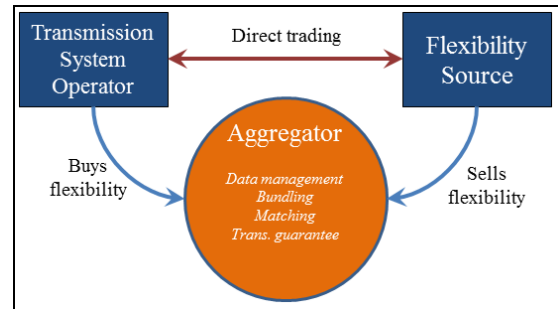 Transmission
System
Operator
Direct trading
Flexibility
Source
Aggregator
Data management
Bundling
Matching
Trans. guarantee
Buys
flexibility
Sells
flexibility